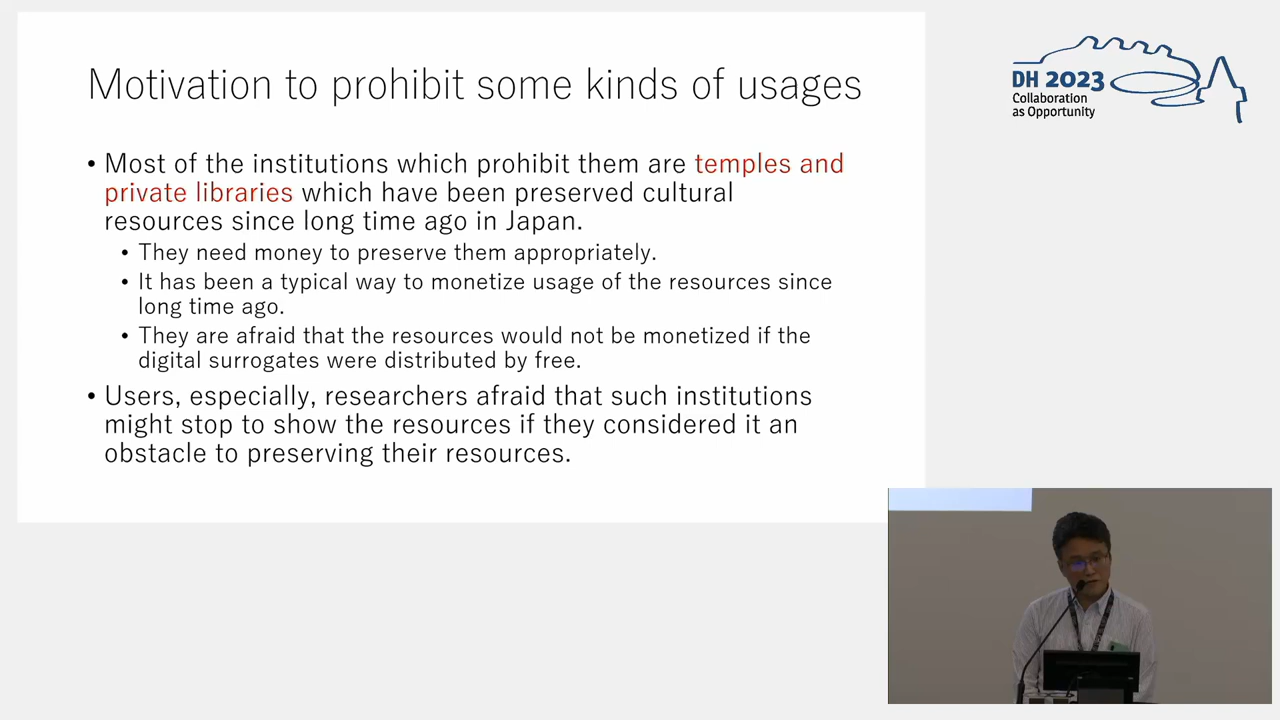 Motivation to prohibit some kinds of usages
• Most of the institutions which prohibit them are temples and
private libraries which have been preserved cultural
resources since long time ago in Japan.
• They need money to preserve them appropriately.
• It has been a typical way to monetize usage of the resources since
long time ago.
• They are afraid that the resources would not be monetized if the
digital surrogates were distributed by free.
• Users, especially, researchers afraid that such institutions
might stop to show the resources if they considered it an
obstacle to preserving their resources.
DH 2023
Collaboration
as Opportunity